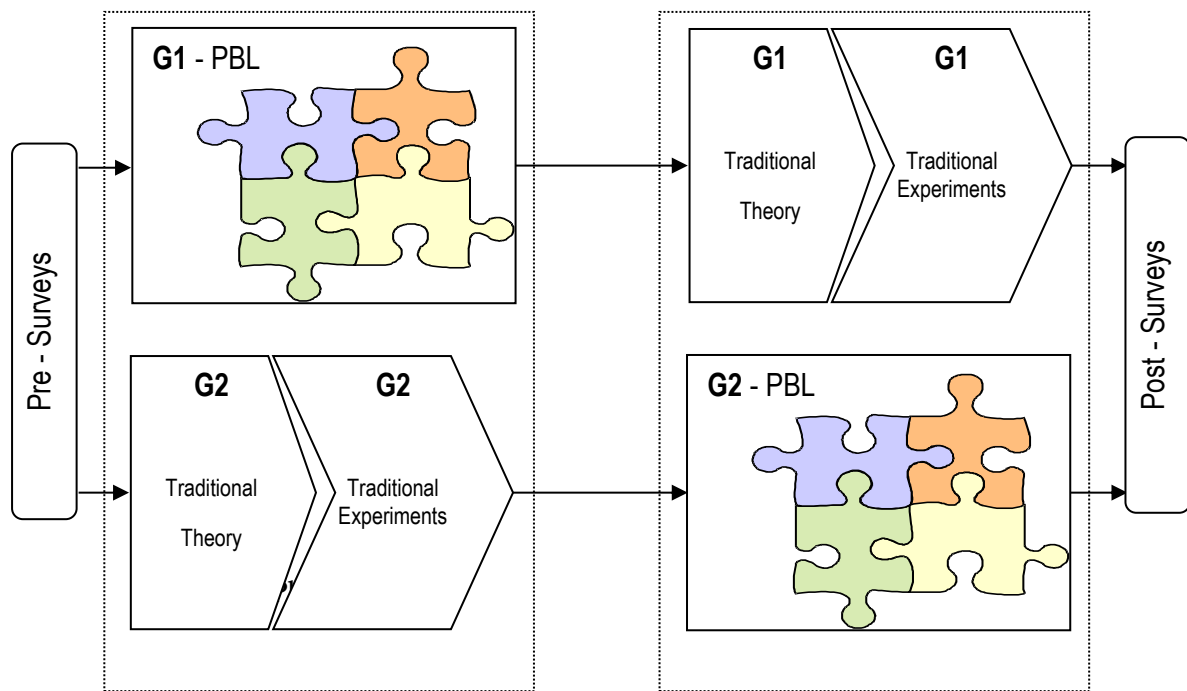 Pre - Surveys
G1 - PBL
G2
G2
Traditional
Theory
Traditional
Experiments
G1
G1
Traditional
Theory
Traditional
Experiments
G2 - PBL
Post - Surveys